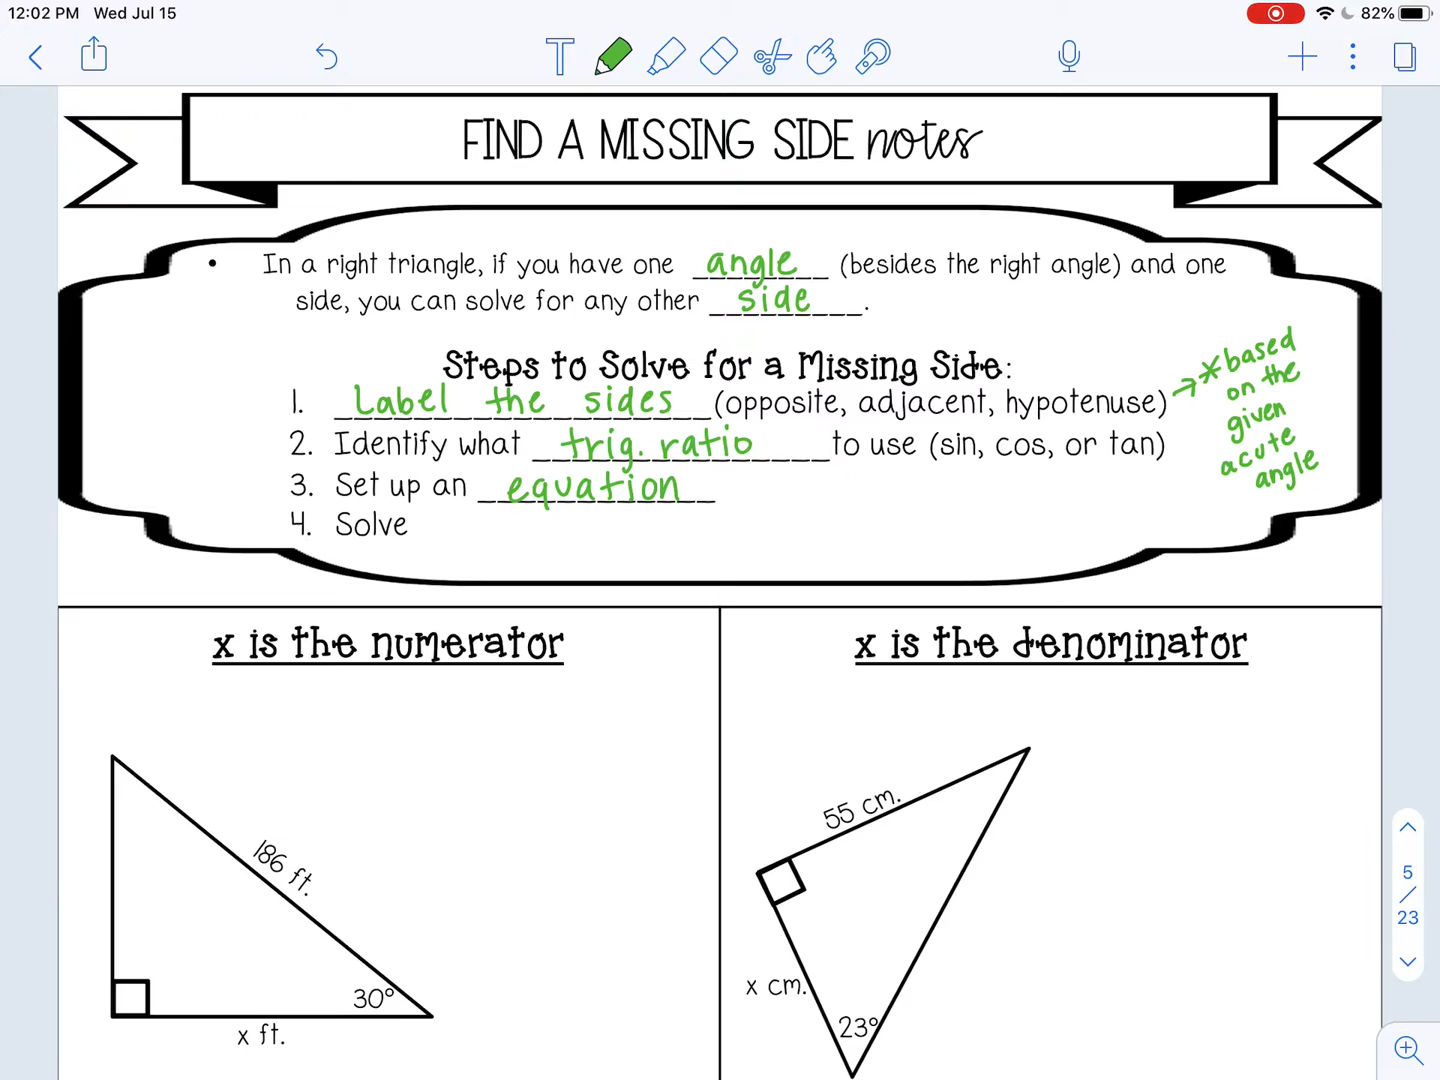 12:02 PM Wed Jul 15
82%
FIND A MISSING SIDE notes
• In a right triangle, if you have one angle (besides the right angle) and one
side, you can solve for any other side.
Steps to Solve for a Missing Side:
1. Label the sides (opposite, adjacent, hypotenuse)
→ *based
on the
given
acute
angle
2. Identify what trig. ratio to use (sin, cos, or tan)
3. Set up an equation
4. Solve
x is the numerator
186 ft.
30°
x ft.
x is the denominator
55 cm.
x cm.
23°
5
/
23